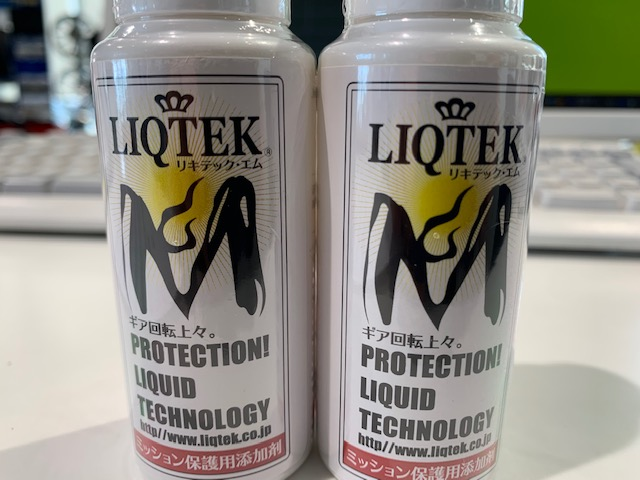 LIQTEK®
リキテック・エム
M
ギア回転上々。
PROTECTION!
LIQUID
TECHNOLOGY
http//www.liqtek.co.jp
ミッション保護用添加剤
LIQTEK
リキテック・エム
M
ギア回転上々。
PROTECTION!
LIQUID
TECHNOLOGY
http//www.liqtek.co.jp
ミッション保護用添加剤